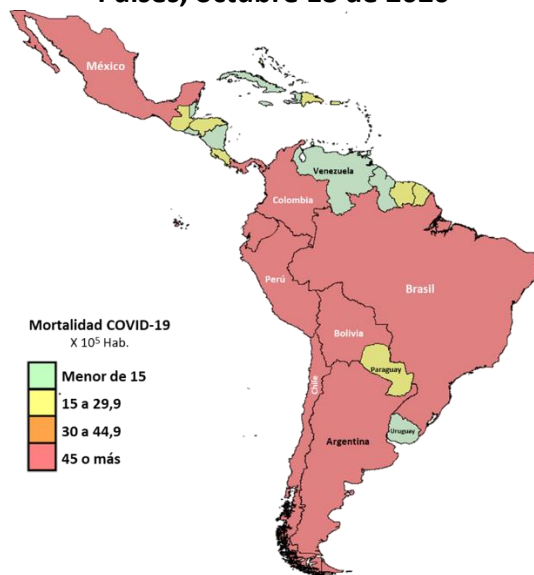 Países, octubre de 2020
México
Venezuela
Colombia
Perú
Brasil
Bolivia
Paraguay
Chile
Uruguay
Argentina
Mortalidad COVID-19
X 10⁵ Hab.
Menor de 15
15 a 29,9
30 a 44,9
45 o más